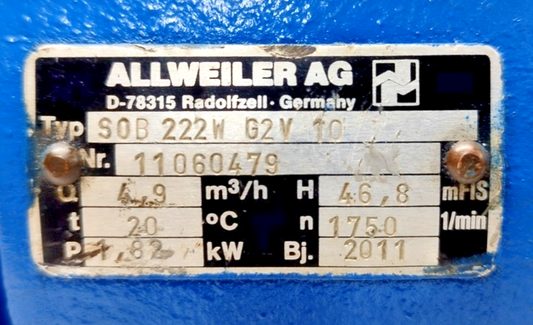 ALLWEILER AG
D-78315 Radolfzell · Germany
Typ SOB 222W G2V 10
Nr. 11060479
Q 4,9 m³/h H 46,8 mFlS
t 20 °C n 1750 1/min
P 1,82 kW Bj. 2011